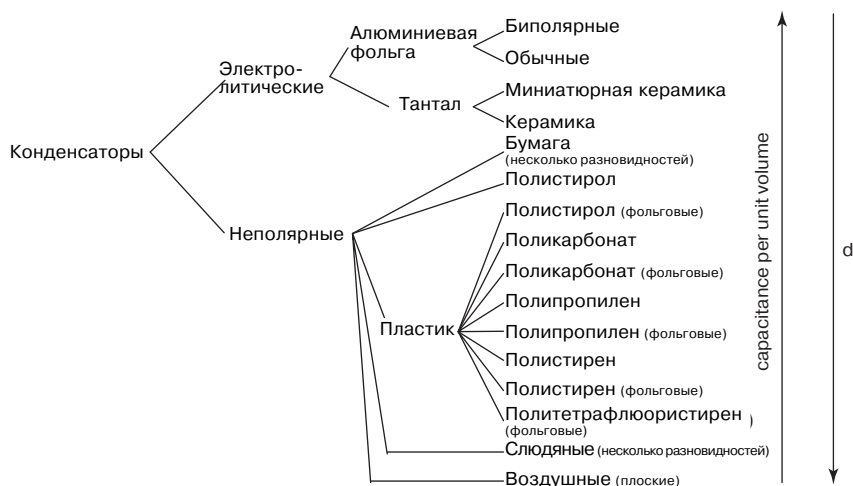 Конденсаторы
Электро-
литические
Неполярные
Алюминиевая
фольга
Тантал
Пластик
Биполярные
Обычные
Миниатюрная керамика
Керамика
Бумага
(несколько разновидностей)
Полистирол
Полистирол (фольговые)
Поликарбонат
Поликарбонат (фольговые)
Полипропилен
Полипропилен (фольговые)
Полистирен
Полистирен (фольговые)
Политетрафлюористирен )
(фольговые)
Слюдяные (несколько разновидностей)
Воздушные (плоские)
capacitance per unit volume
d